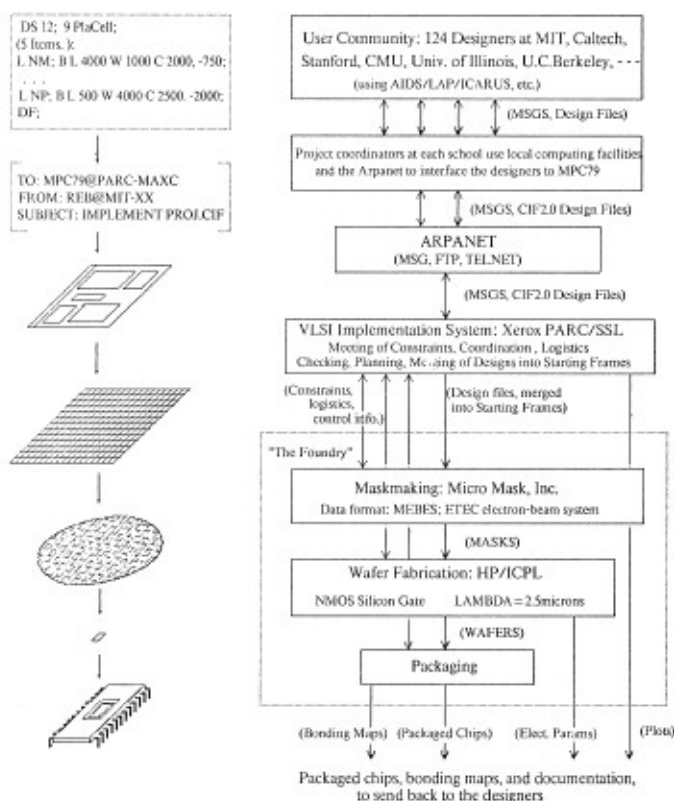 DS 12; 9 PlaCell;
(5 Items. );
L NM; B L 4000 W 1000 C 2000, -750;
. . .
L NP; B L 500 W 4000 C 2500. -2000;
DF;
TO: MPC79@PARC-MAXC
FROM: REB@MIT-XX
SUBJECT: IMPLEMENT PROJ.CIF
User Community: 124 Designers at MIT, Caltech,
Stanford, CMU, Univ. of Illinois, U.C.Berkeley, - - -
(using AIDS/LAP/ICARUS, etc.)
(MSGS, Design Files)
Project coordinators at each school use local computing facilities
and the Arpanet to interface the designers to MPC79
(MSGS, CIF2.0 Design Files)
ARPANET
(MSG, FTP, TELNET)
(MSGS, CIF2.0 Design Files)
VLSI Implementation System: Xerox PARC/SSL
Meeting of Constraints, Coordination , Logistics
Checking, Planning, of Designs into Starting Frames
(Constraints,
logistics,
control info.)
(Design files, merged
into Starting Frames)
"The Foundry"
Maskmaking: Micro Mask, Inc.
Data format: MEBES; ETEC electron-beam system
(MASKS)
Wafer Fabrication: HP/ICPL
NMOS Silicon Gate LAMBDA = 2.5microns
(WAFERS)
Packaging
(Bonding Maps) (Packaged Chips) (Elect. Params) (Plots)
Packaged chips, bonding maps, and documentation,
to send back to the designers